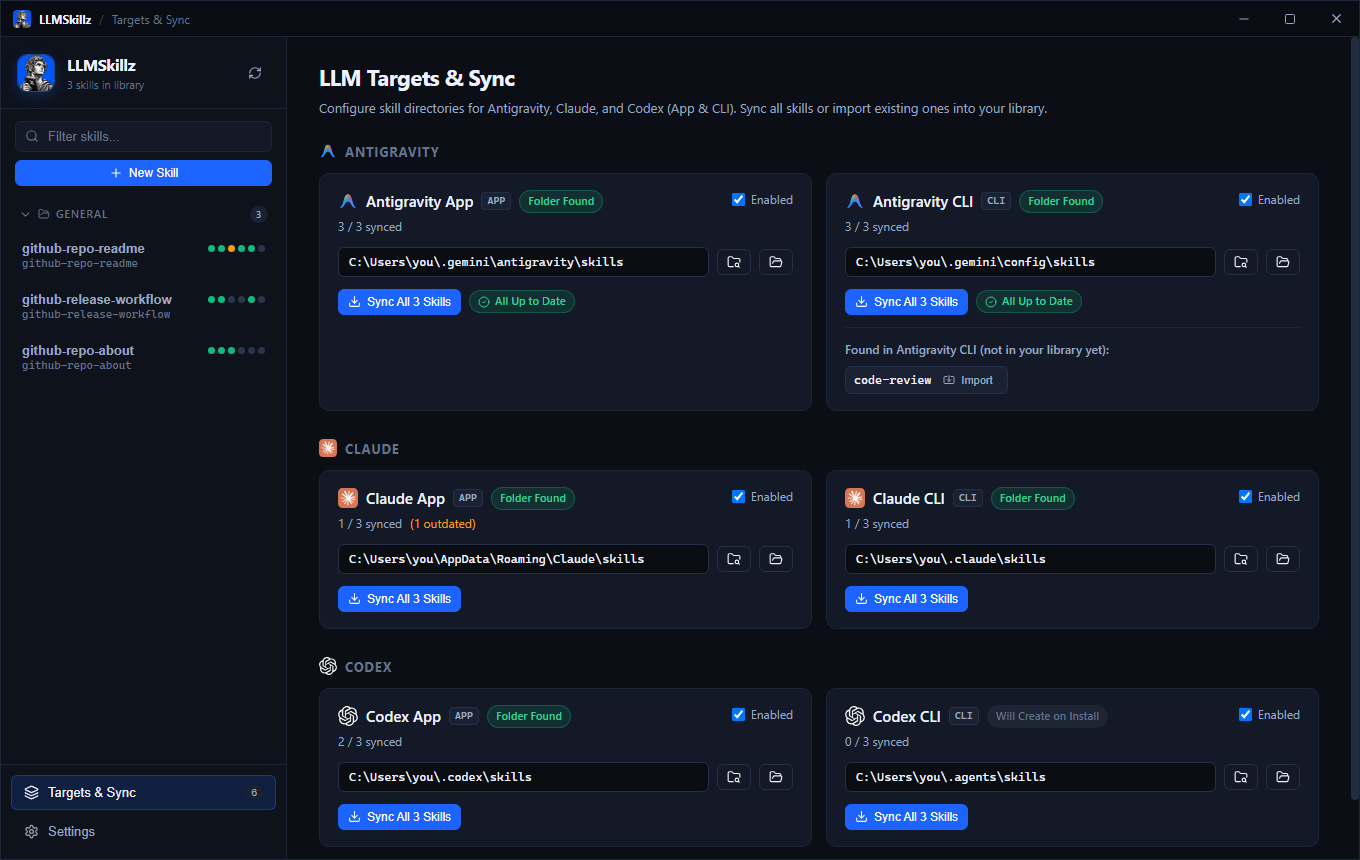 LLMSkillz / Targets & Sync
LLMSkillz
3 skills in library
Filter skills...
+ New Skill
GENERAL 3
github-repo-readme
github-repo-readme
github-release-workflow
github-release-workflow
github-repo-about
github-repo-about
Targets & Sync 6
Settings
LLM Targets & Sync
Configure skill directories for Antigravity, Claude, and Codex (App & CLI). Sync all skills or import existing ones into your library.
ANTIGRAVITY
Antigravity App APP Folder Found Enabled
3 / 3 synced
C:\Users\you\.gemini\antigravity\skills
Sync All 3 Skills All Up to Date
Antigravity CLI CLI Folder Found Enabled
3 / 3 synced
C:\Users\you\.gemini\config\skills
Sync All 3 Skills All Up to Date
Found in Antigravity CLI (not in your library yet):
code-review Import
CLAUDE
Claude App APP Folder Found Enabled
1 / 3 synced (1 outdated)
C:\Users\you\AppData\Roaming\Claude\skills
Sync All 3 Skills
Claude CLI CLI Folder Found Enabled
1 / 3 synced
C:\Users\you\.claude\skills
Sync All 3 Skills
CODEX
Codex App APP Folder Found Enabled
2 / 3 synced
C:\Users\you\.codex\skills
Sync All 3 Skills
Codex CLI CLI Will Create on Install Enabled
0 / 3 synced
C:\Users\you\.agents\skills
Sync All 3 Skills